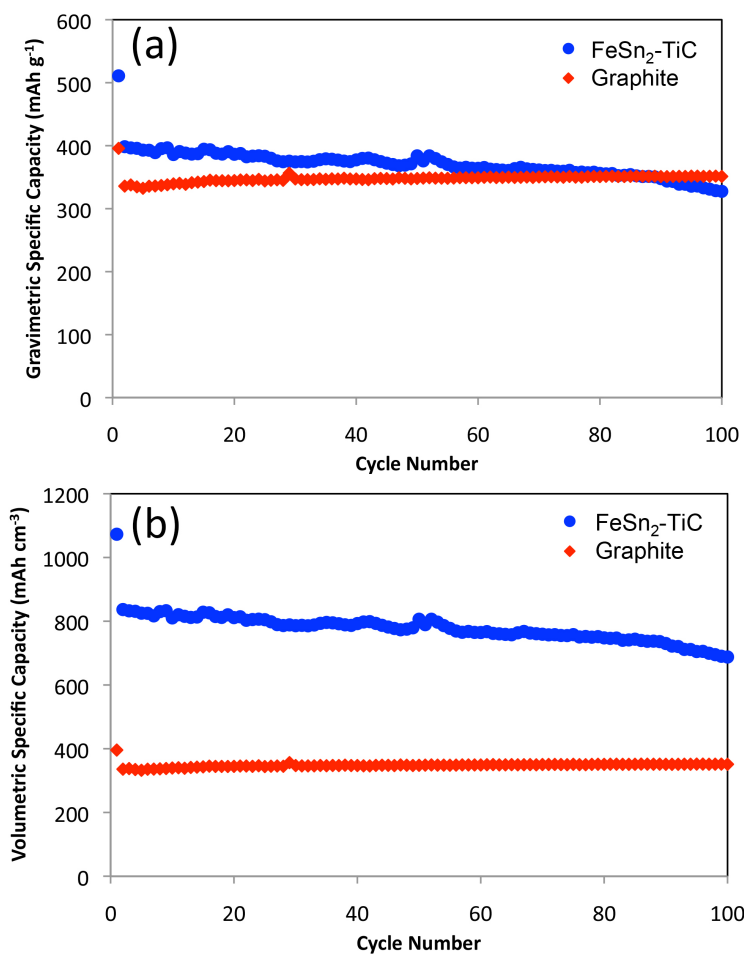 (a)
FeSn2-TiC
Graphite
Gravimetric Specific Capacity (mAh g-1)
600
500
400
300
200
100
0
0 20 40 60 80 100
Cycle Number
(b)
FeSn2-TiC
Graphite
Volumetric Specific Capacity (mAh cm-3)
1200
1000
800
600
400
200
0
0 20 40 60 80 100
Cycle Number